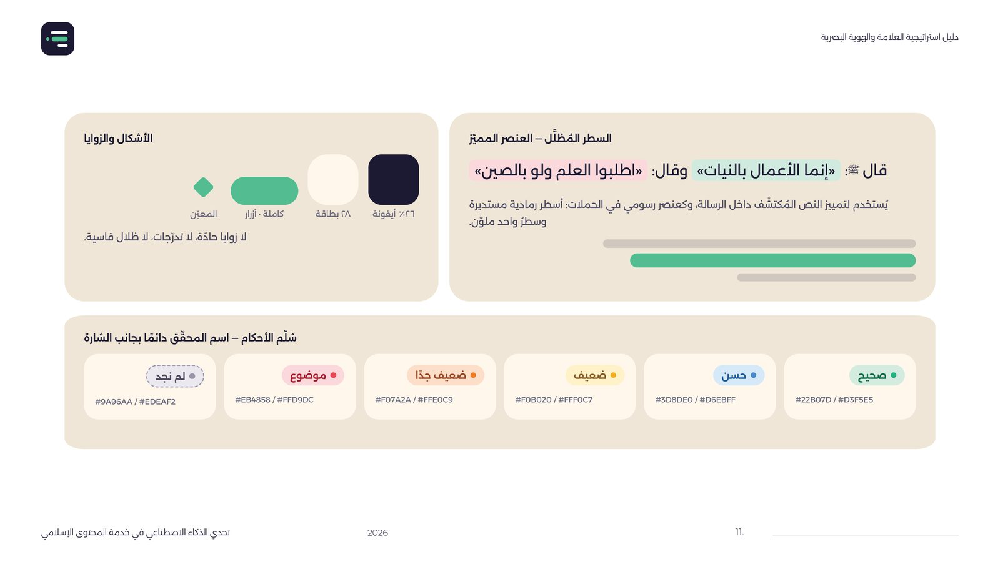 دليل استراتيجية العلامة والهوية البصرية
السطر المُظلَّل – العنصر المميّز
قال ﷺ: «إنما الأعمال بالنيات» وقال: «اطلبوا العلم ولو بالصين»
يُستخدم لتمييز النص المُكتشَف داخل الرسالة، وكعنصر رسومي في الحملات: أسطر رمادية مستديرة
وسطرٌ واحد ملوّن.
الأشكال والزوايا
٢٦٪ أيقونة
٢٨ بطاقة
كاملة · أزرار
المعيّن
لا زوايا حادّة، لا تدرّجات، لا ظلال قاسية.
سُلّم الأحكام – اسم المحقّق دائمًا بجانب الشارة
صحيح
#22B07D / #D3F5E5
حسن
#3D8DE0 / #D6EBFF
ضعيف
#F0B020 / #FFF0C7
ضعيف جدًا
#F07A2A / #FFE0C9
موضوع
#EB4858 / #FFD9DC
لم نجد
#9A96AA / #EDEAF2
11.
2026
تحدي الذكاء الاصطناعي في خدمة المحتوى الإسلامي